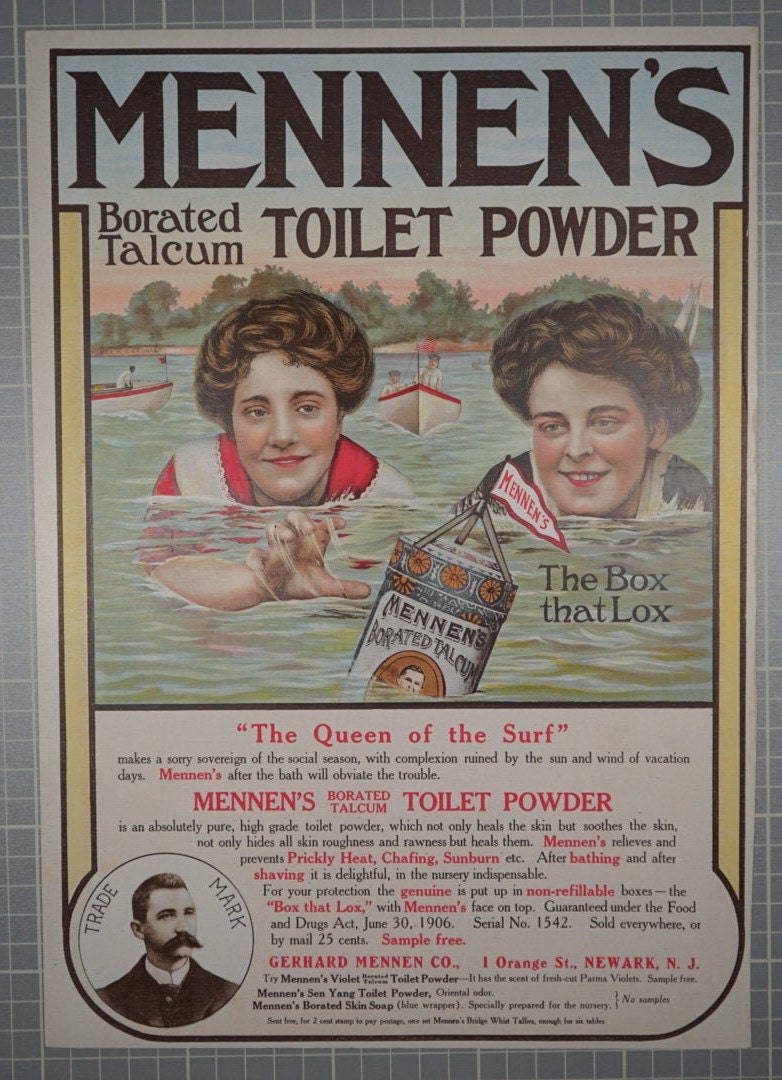 MENNEN'S
Borated
Talcum
TOILET POWDER
MENNEN'S
The Box
that Lox
MENNEN'S
BORATED TALCUM
"The Queen of the Surf"
makes a sorry sovereign of the social season, with complexion ruined by the sun and wind of vacation
days. Mennen's after the bath will obviate the trouble.
MENNEN'S BORATED TALCUM TOILET POWDER
is an absolutely pure, high grade toilet powder, which not only heals the skin but soothes the skin,
not only hides all skin roughness and rawness but heals them. Mennen's relieves and
prevents Prickly Heat, Chafing, Sunburn etc. After bathing and after
shaving it is delightful, in the nursery indispensable.
For your protection the genuine is put up in non-refillable boxes—the
"Box that Lox," with Mennen's face on top. Guaranteed under the Food
and Drugs Act, June 30, 1906. Serial No. 1542. Sold everywhere, or
by mail 25 cents. Sample free.
TRADE MARK
GERHARD MENNEN CO., 1 Orange St., NEWARK, N. J.
Try Mennen's Violet Borated Talcum Toilet Powder—It has the scent of fresh-cut Parma Violets. Sample free.
Mennen's Sen Yang Toilet Powder, Oriental odor.
Mennen's Borated Skin Soap (blue wrapper). Specially prepared for the nursery. } No samples
Sent free, for 2 cent stamp to pay postage, one set Mennen's Bridge Whist Tallies, enough for six tables